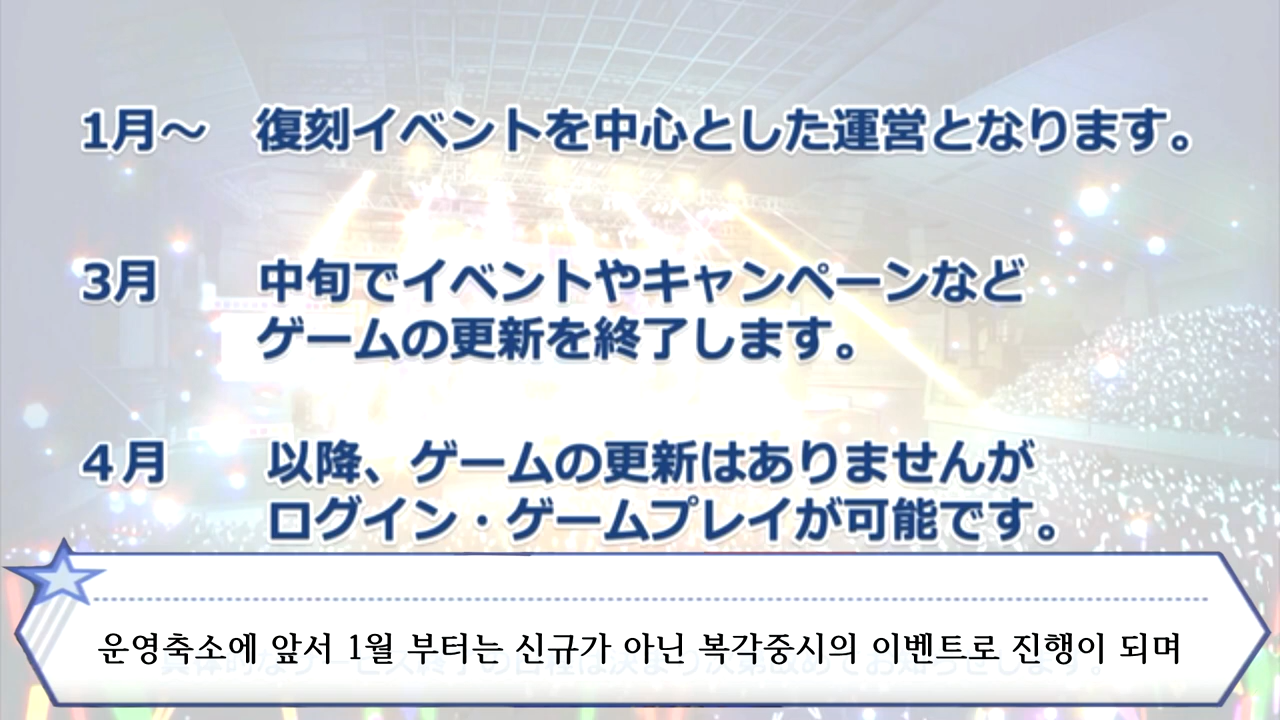 1月～ 復刻イベントを中心とした運営となります。
3月 中旬でイベントやキャンペーンなど
ゲームの更新を終了します。
4月 以降、ゲームの更新はありませんが
ログイン・ゲームプレイが可能です。
운영축소에 앞서 1월 부터는 신규가 아닌 복각중시의 이벤트로 진행이 되며